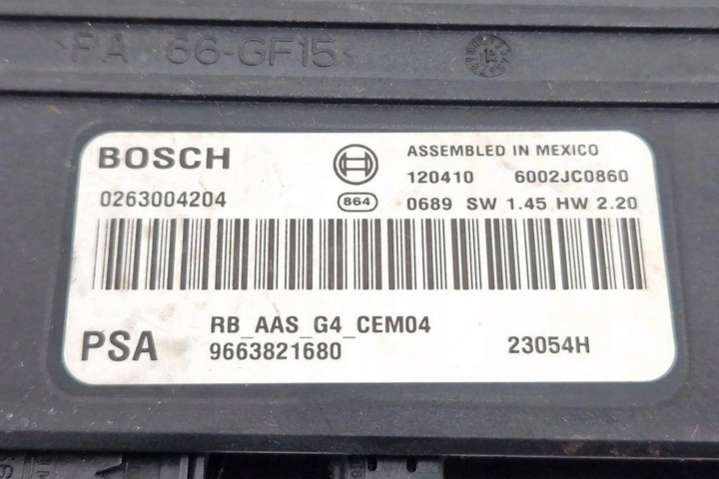 >PA 66-GF15<
BOSCH
ASSEMBLED IN MEXICO
120410 6002JC0860
0263004204
864
0689 SW 1.45 HW 2.20
PSA
RB_AAS_G4_CEM04
9663821680
23054H